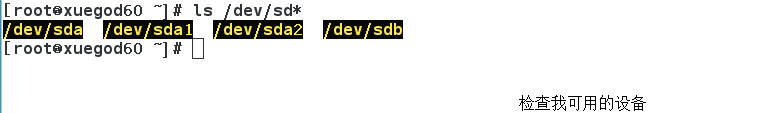 [root@xuegod60 ~]# ls /dev/sd*
/dev/sda  /dev/sda1  /dev/sda2  /dev/sdb
[root@xuegod60 ~]#
检查我可用的设备